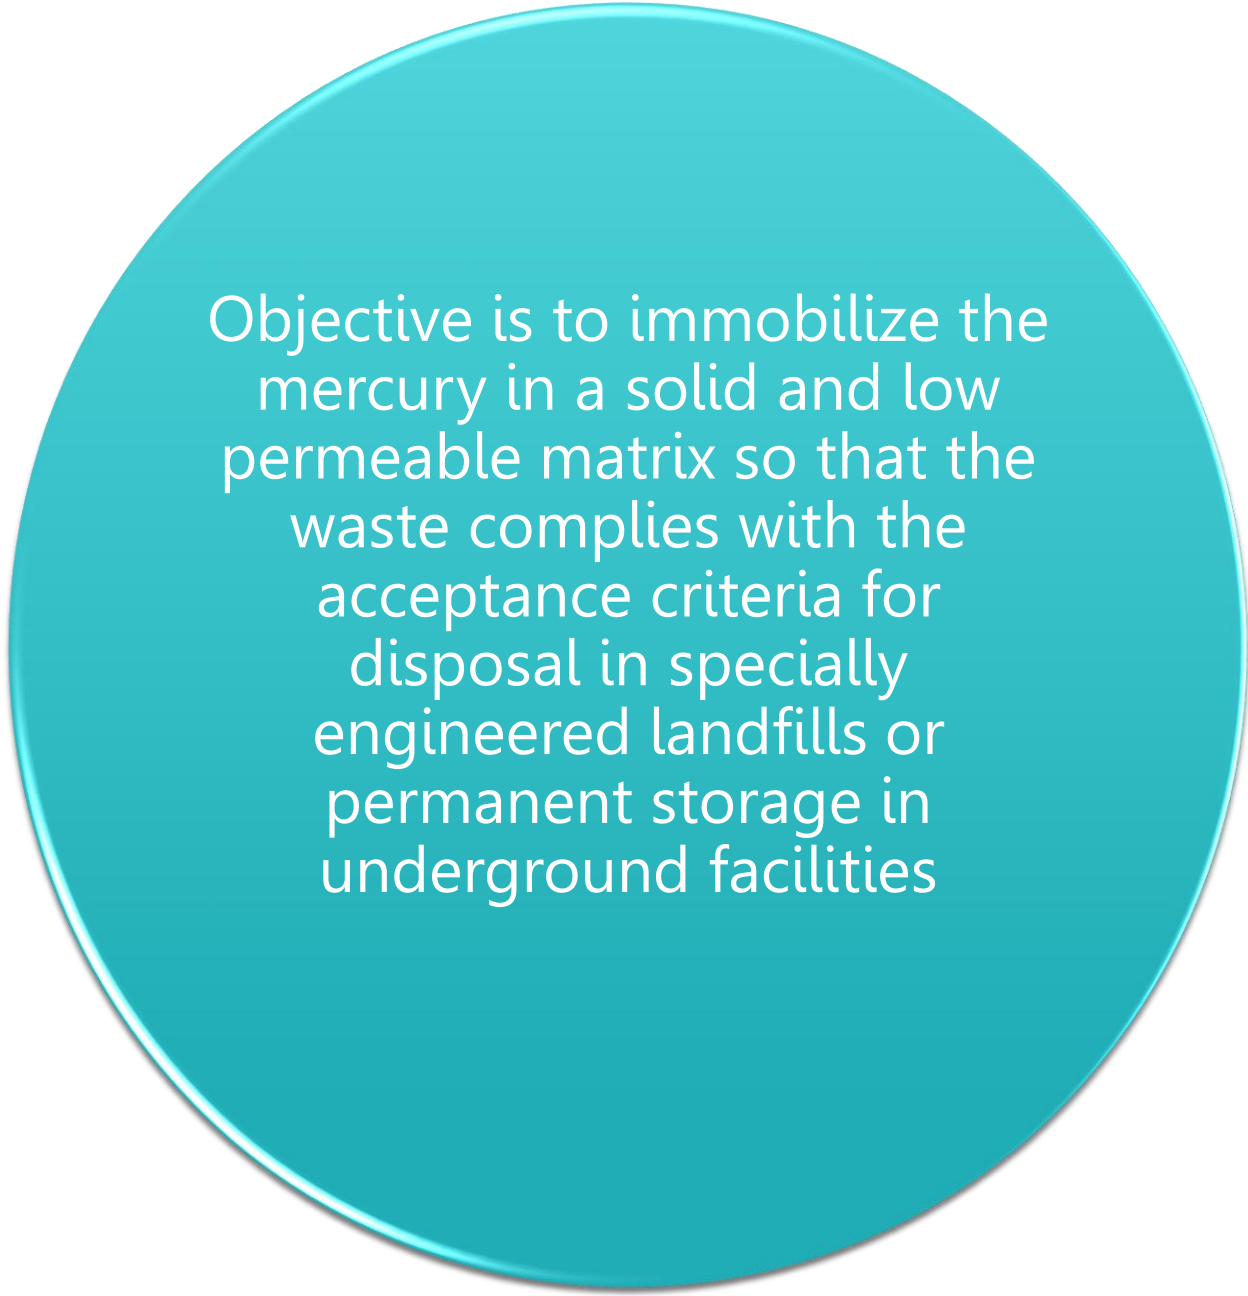 Objective is to immobilize the
mercury in a solid and low
permeable matrix so that the
waste complies with the
acceptance criteria for
disposal in specially
engineered landfills or
permanent storage in
underground facilities